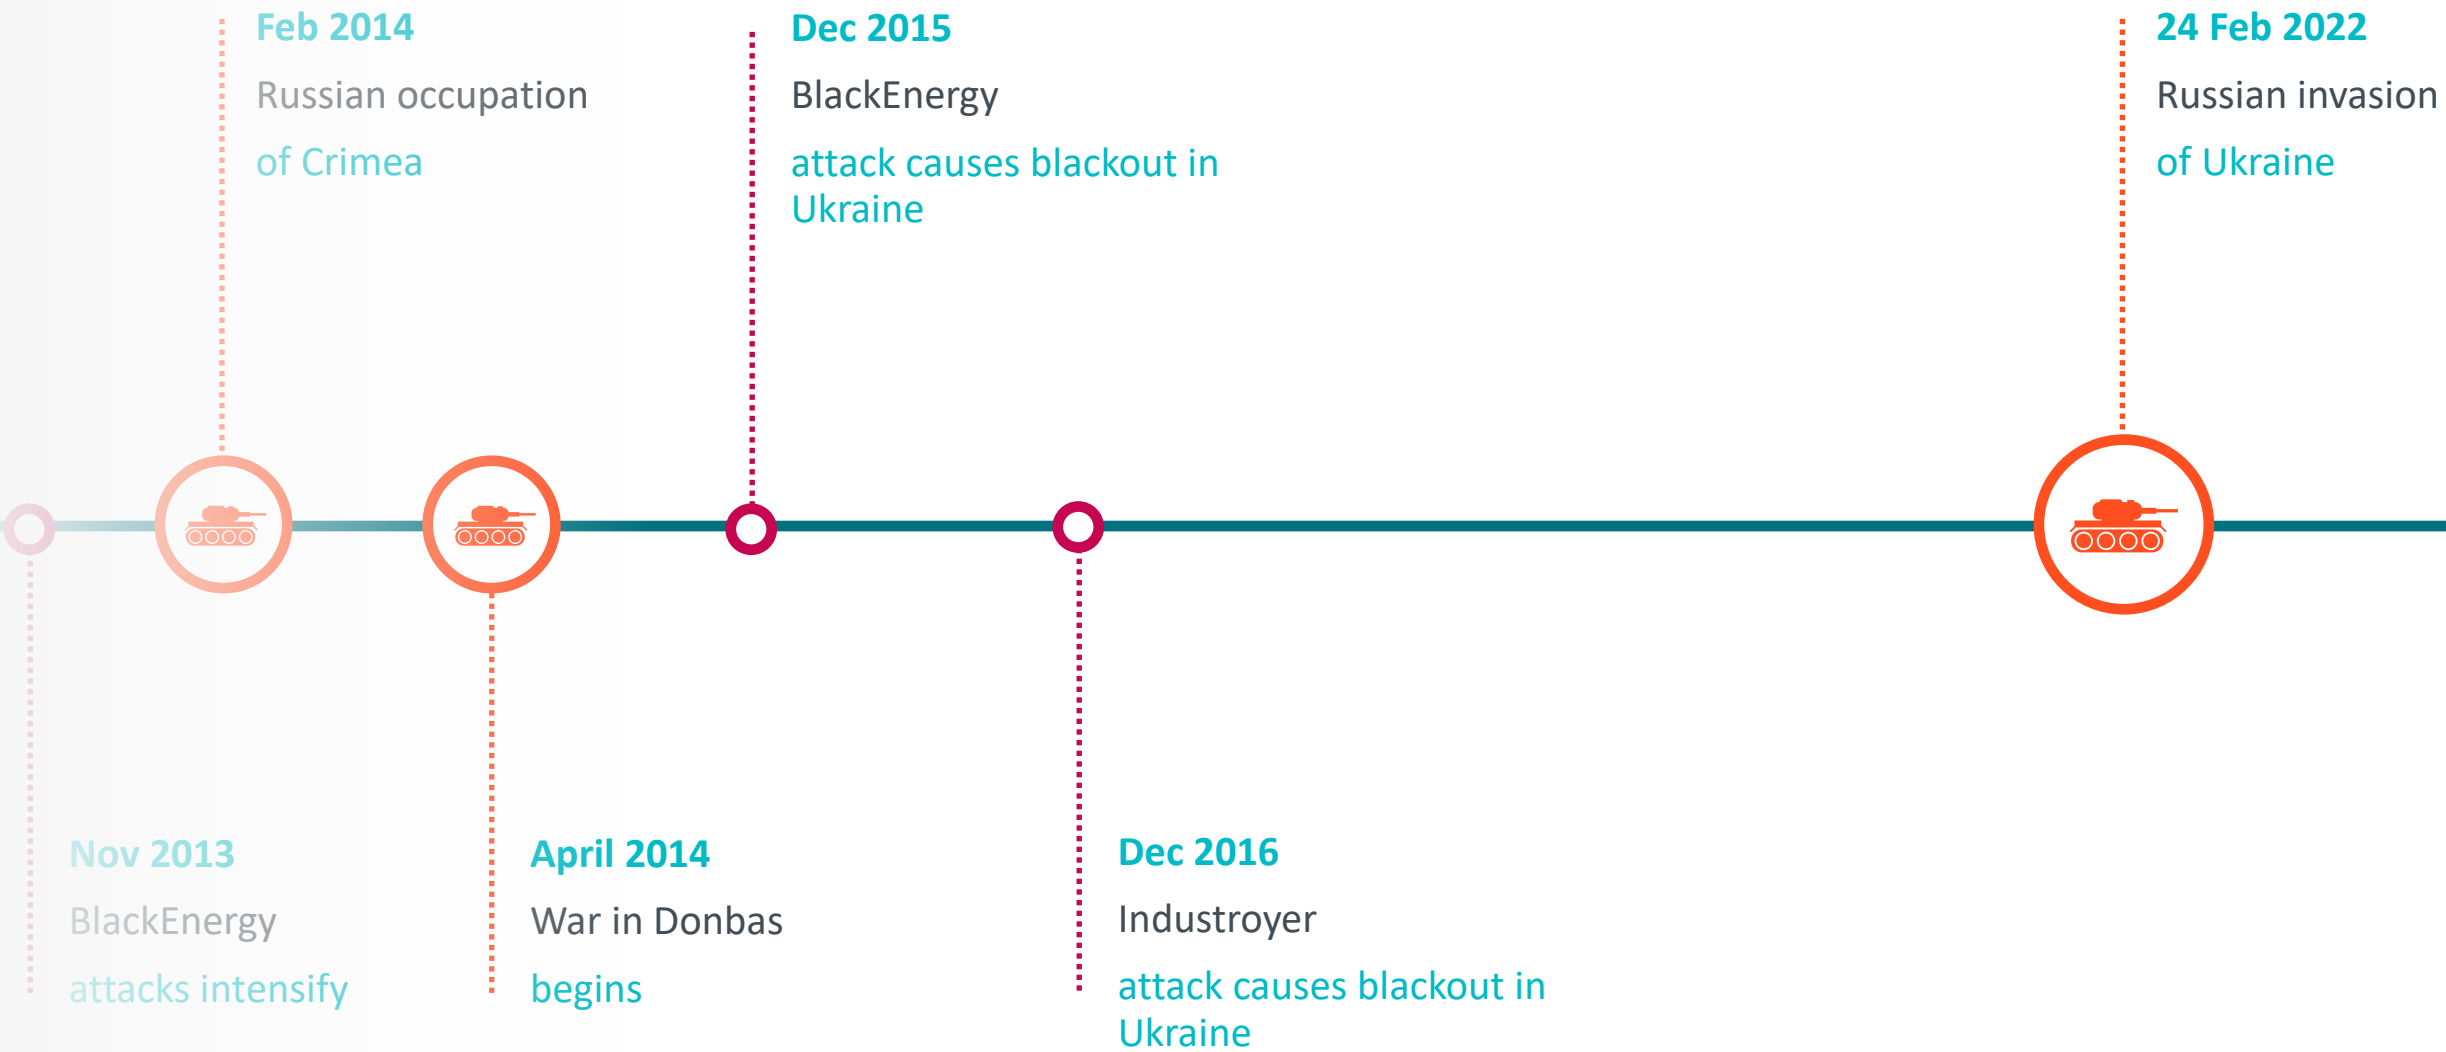 Feb 2014
Russian occupation
of Crimea
Dec 2015
BlackEnergy
attack causes blackout in
Ukraine
24 Feb 2022
Russian invasion
of Ukraine
Nov 2013
BlackEnergy
attacks intensify
April 2014
War in Donbas
begins
Dec 2016
Industroyer
attack causes blackout in
Ukraine